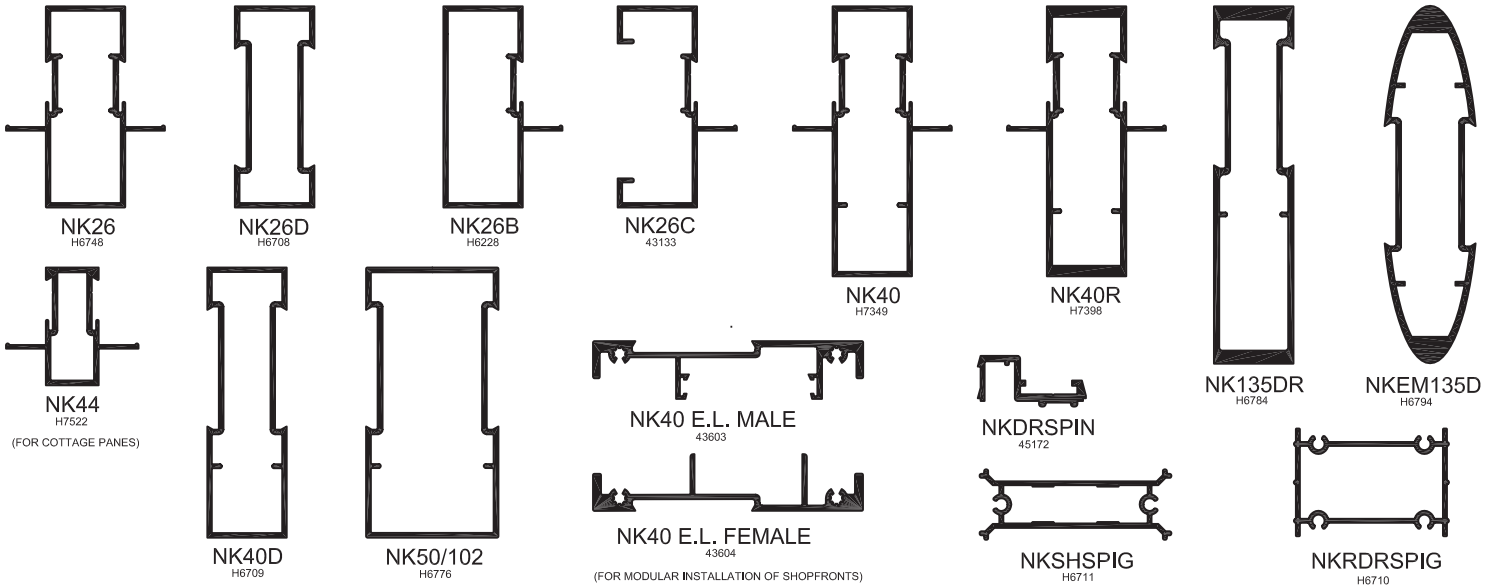 NK26
H6748
NK26D
H6708
NK26B
H6228
NK26C
43133
NK40
H7349
NK40R
H7398
NK135DR
H6784
NKEM135D
H6794
NK44
H7522
(FOR COTTAGE PANES)
NK40D
H6709
NK50/102
H6776
NK40 E.L. MALE
43603
NK40 E.L. FEMALE
43604
(FOR MODULAR INSTALLATION OF SHOPFRONTS)
NKDRSPIN
45172
NKSHSPIG
H6711
NKRDRSPIG
H6710